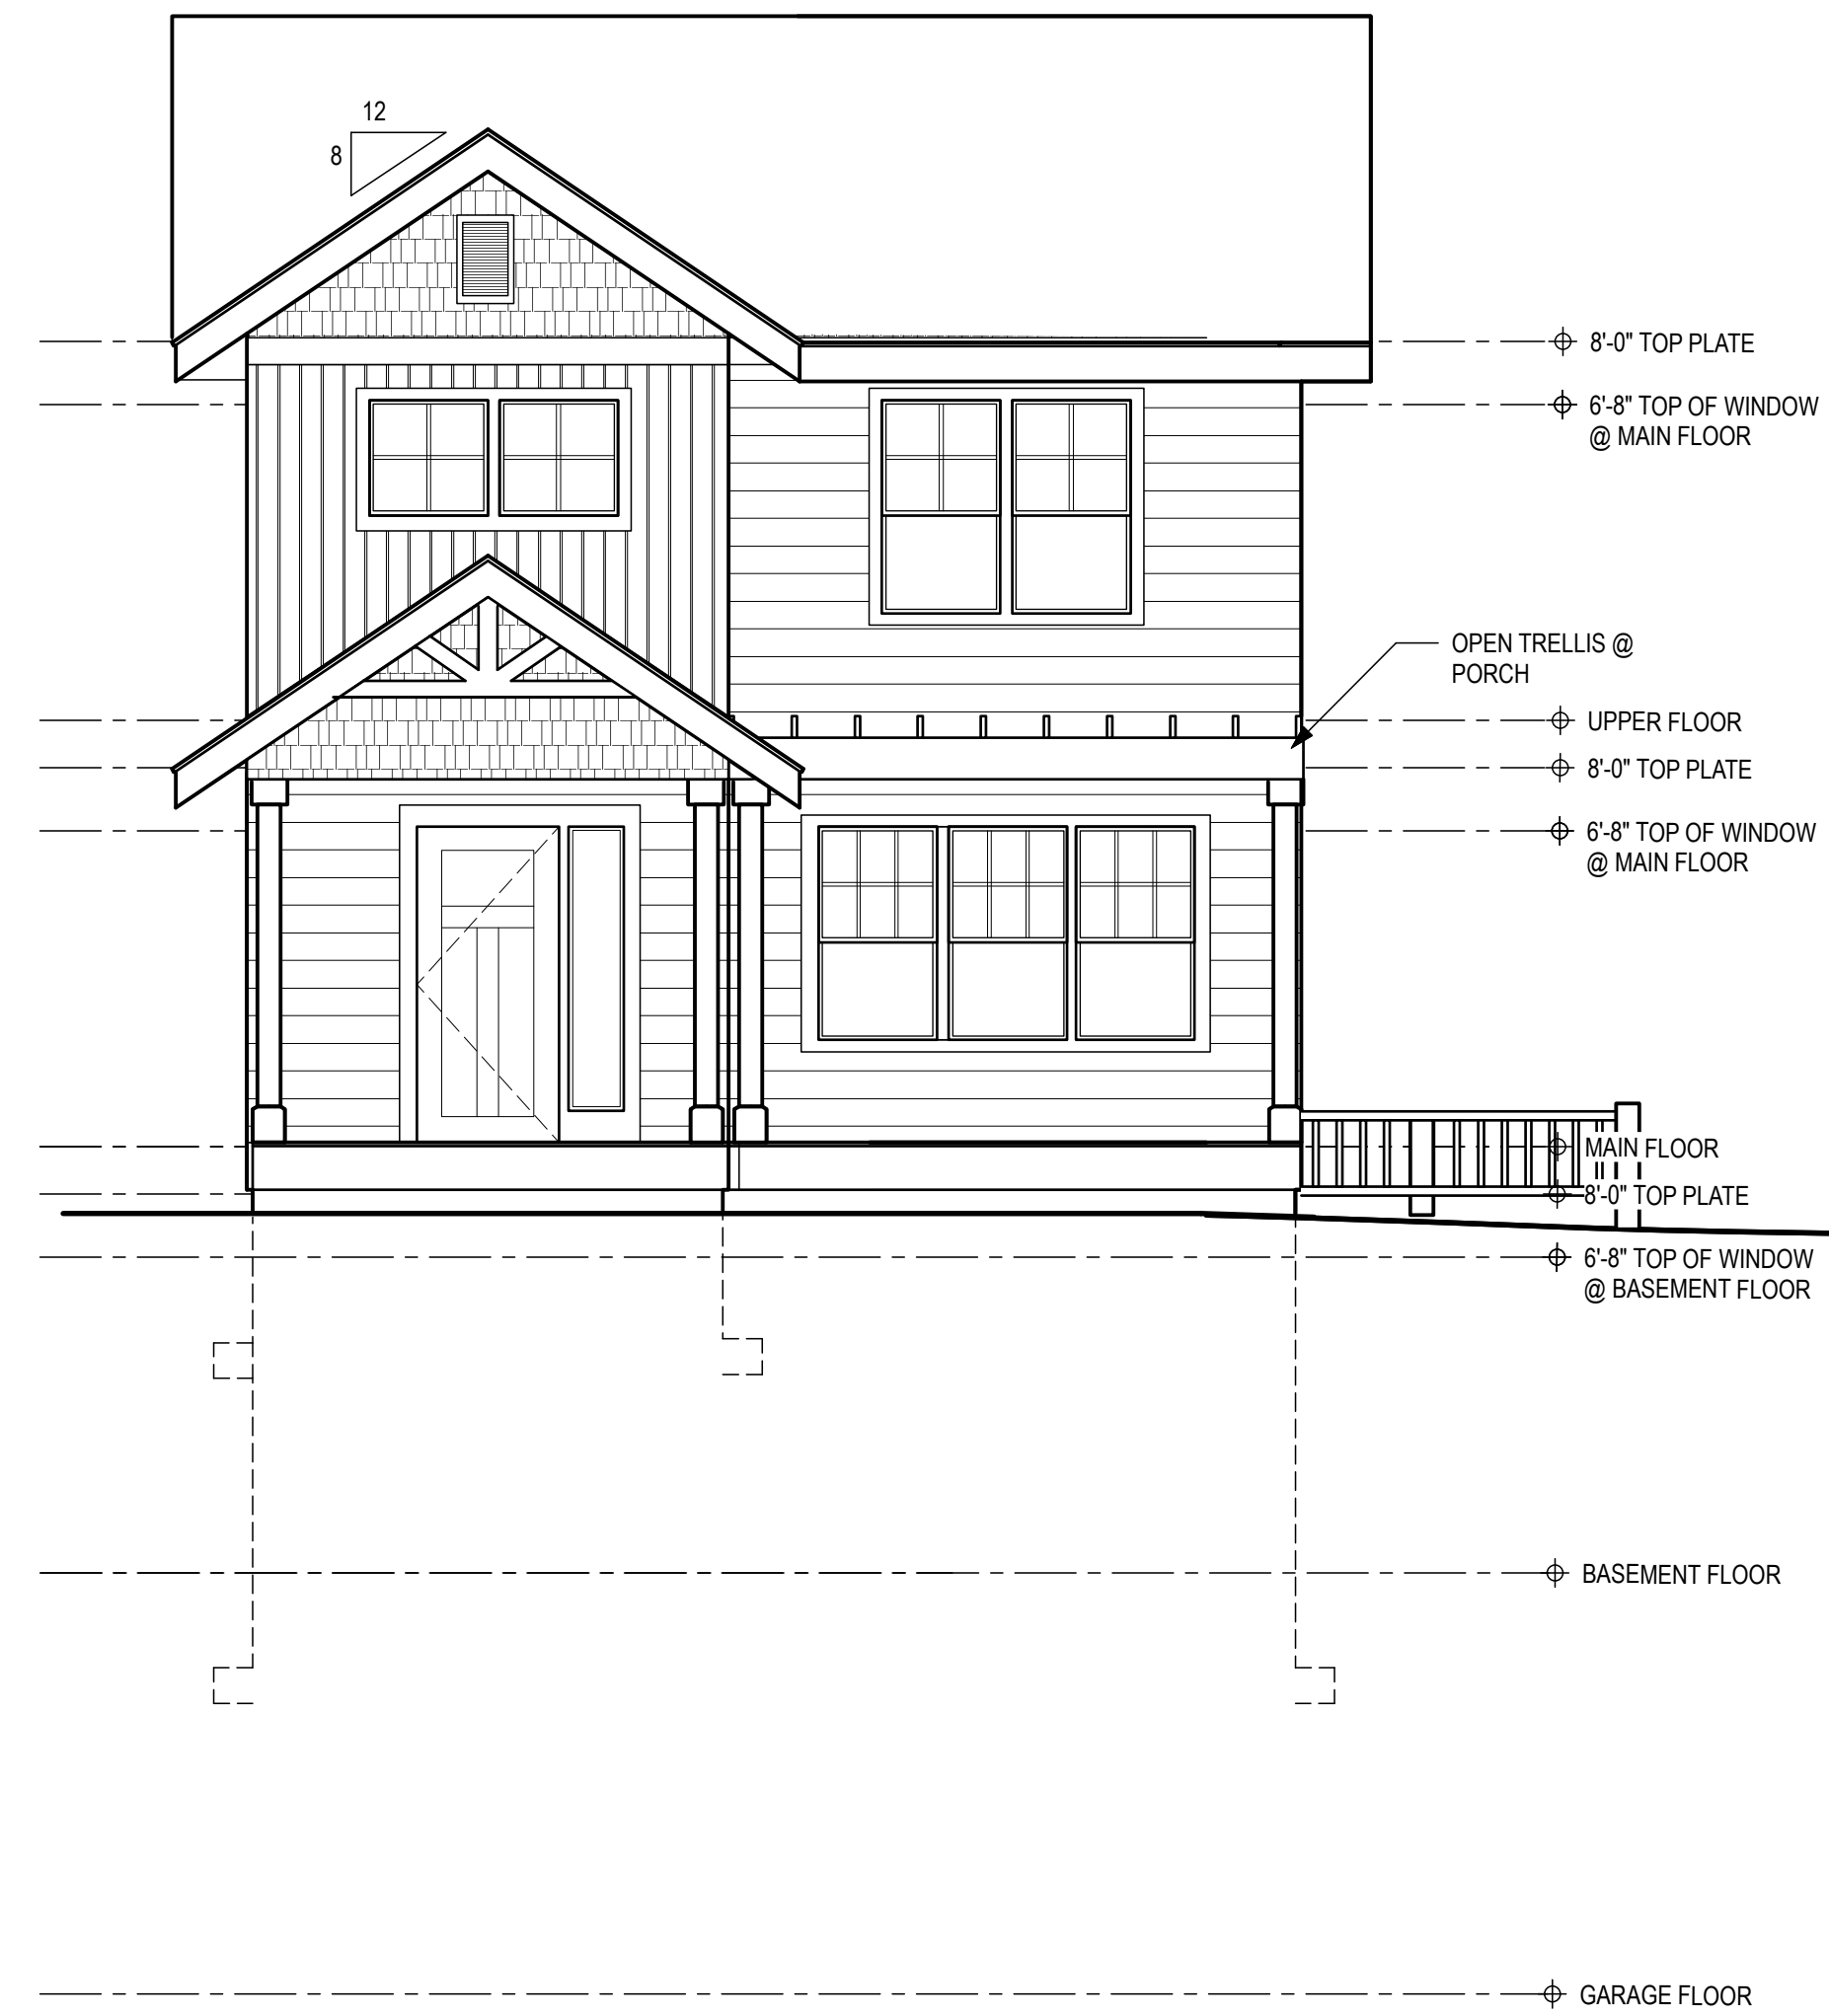 12
8
8'-0" TOP PLATE
6'-8" TOP OF WINDOW
@ MAIN FLOOR
OPEN TRELLIS @
PORCH
UPPER FLOOR
8'-0" TOP PLATE
6'-8" TOP OF WINDOW
@ MAIN FLOOR
MAIN FLOOR
8'-0" TOP PLATE
6'-8" TOP OF WINDOW
@ BASEMENT FLOOR
BASEMENT FLOOR
GARAGE FLOOR